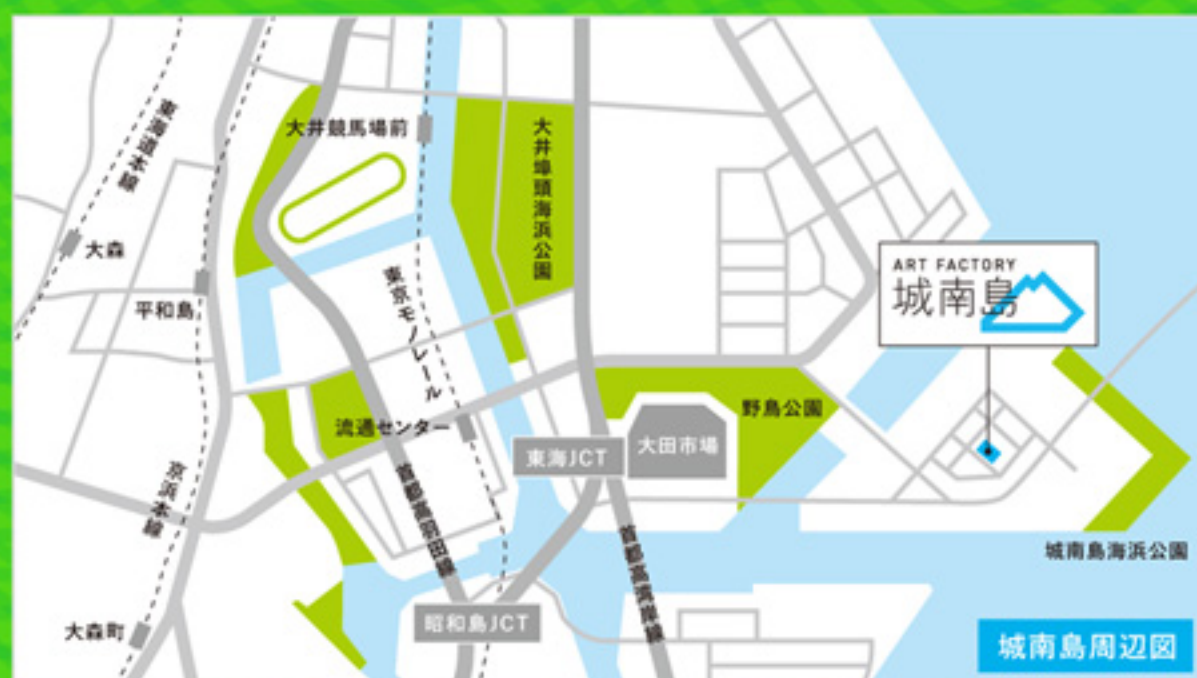 東海道本線
大井競馬場前
大井埠頭海浜公園
大森
平和島
東京モノレール
ART FACTORY
城南島
流通センター
東海JCT
大田市場
野鳥公園
京浜本線
首都高羽田線
首都高湾岸線
城南島海浜公園
大森町
昭和島JCT
城南島周辺図